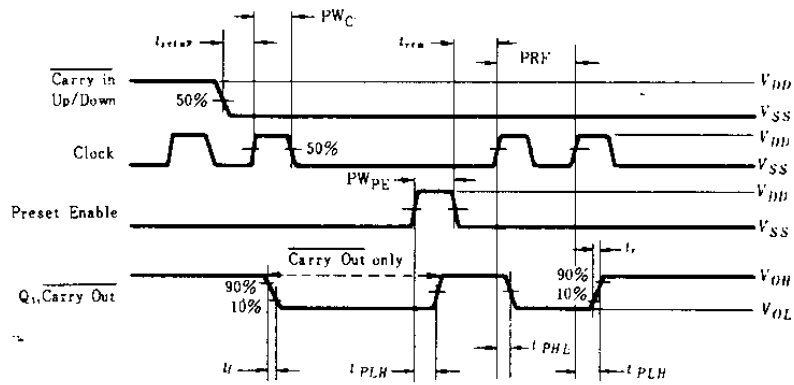 PW_C
t_setup
t_rem
PRF
Carry in
Up/Down
50%
V_DD
V_SS
Clock
50%
V_DD
V_SS
PW_PE
Preset Enable
V_DD
V_SS
Carry Out only
t_r
Q₁, Carry Out
90%
10%
90%
10%
V_OH
V_OL
t_f
t_PLH
t_PHL
t_PLH